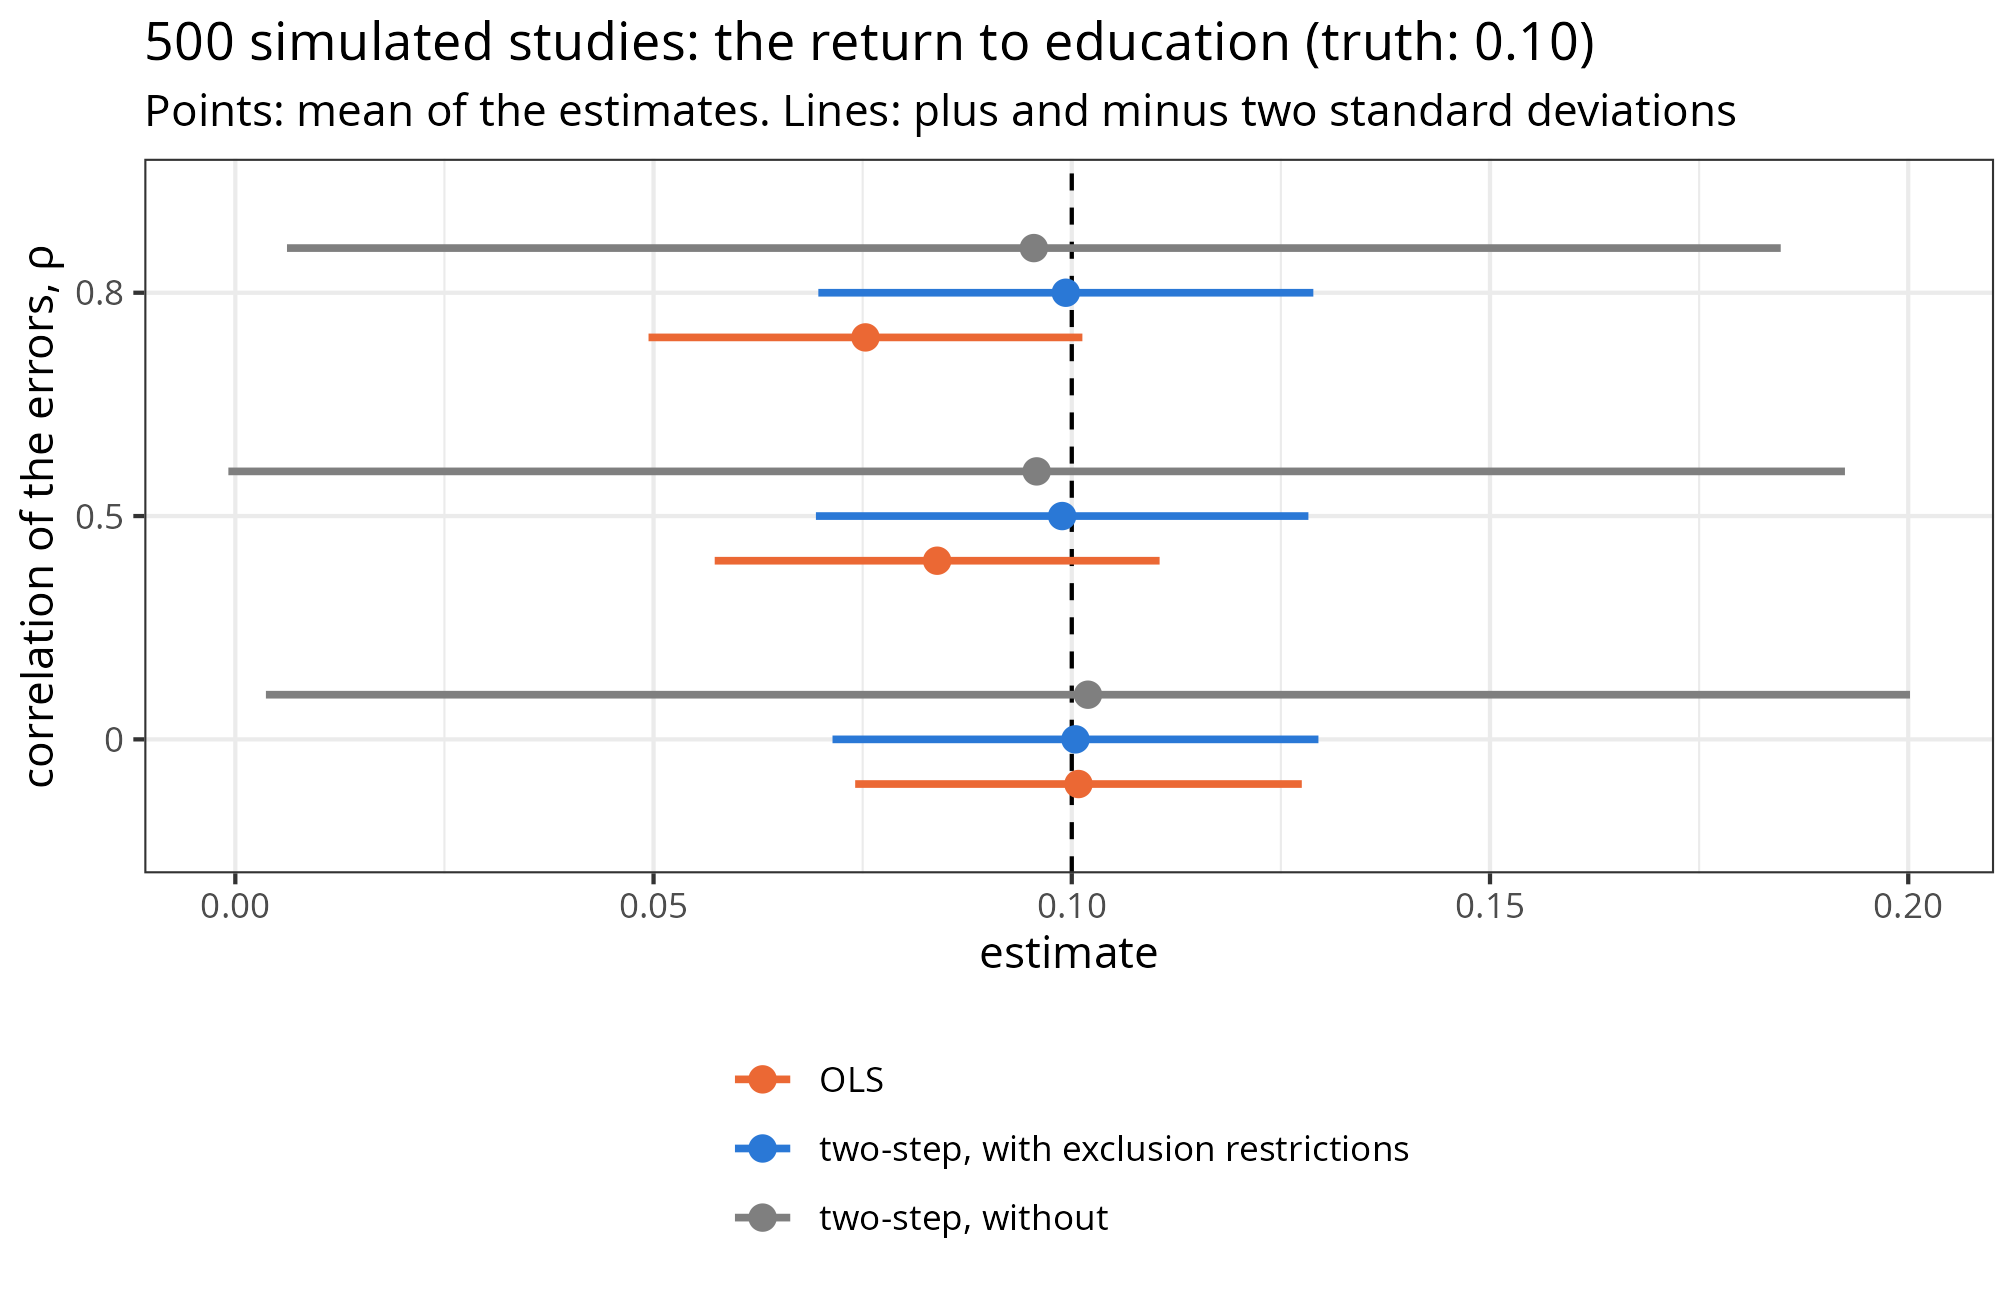 500 simulated studies: the return to education (truth: 0.10)
Points: mean of the estimates. Lines: plus and minus two standard deviations
correlation of the errors, ρ
0.8
0.5
0
0.00
0.05
0.10
0.15
0.20
estimate
OLS
two-step, with exclusion restrictions
two-step, without